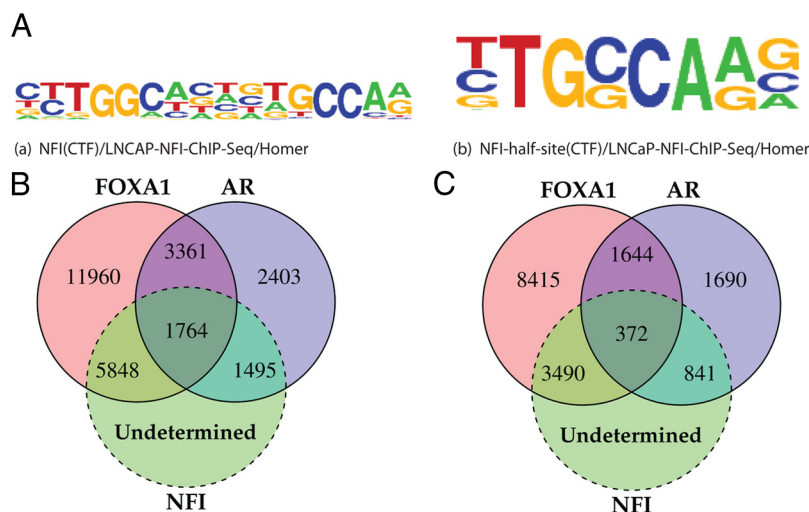 A
(a) NFI(CTF)/LNCAP-NFI-ChIP-Seq/Homer
(b) NFI-half-site(CTF)/LNCaP-NFI-ChIP-Seq/Homer
B
FOXA1 AR
11960
3361
2403
1764
5848
1495
Undetermined
NFI
C
FOXA1 AR
8415
1644
1690
372
3490
841
Undetermined
NFI